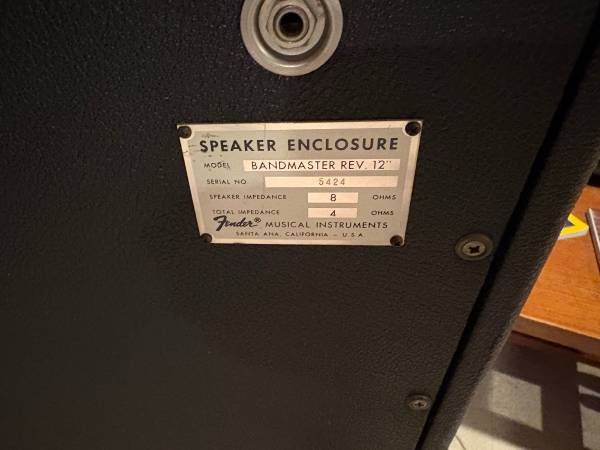 SPEAKER ENCLOSURE
MODEL BANDMASTER REV. 12"
SERIAL NO 5424
SPEAKER IMPEDANCE 8 OHMS
TOTAL IMPEDANCE 4 OHMS
Fender® MUSICAL INSTRUMENTS
SANTA ANA, CALIFORNIA - U.S.A.